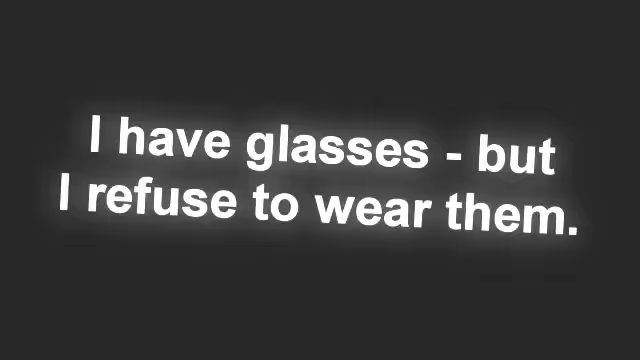 I have glasses - but
I refuse to wear them.